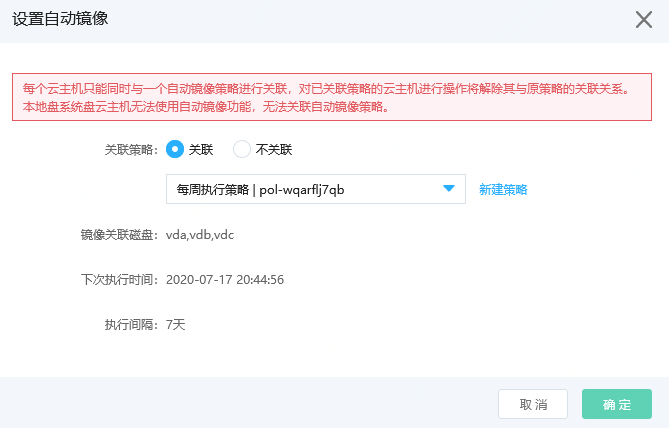 设置自动镜像
每个云主机只能同时与一个自动镜像策略进行关联，对已关联策略的云主机进行操作将解除其与原策略的关联关系。
本地盘系统盘云主机无法使用自动镜像功能，无法关联自动镜像策略。
关联策略： 关联 不关联
每周执行策略 | pol-wqarflj7qb 新建策略
镜像关联磁盘： vda,vdb,vdc
下次执行时间： 2020-07-17 20:44:56
执行间隔： 7天
取消 确定